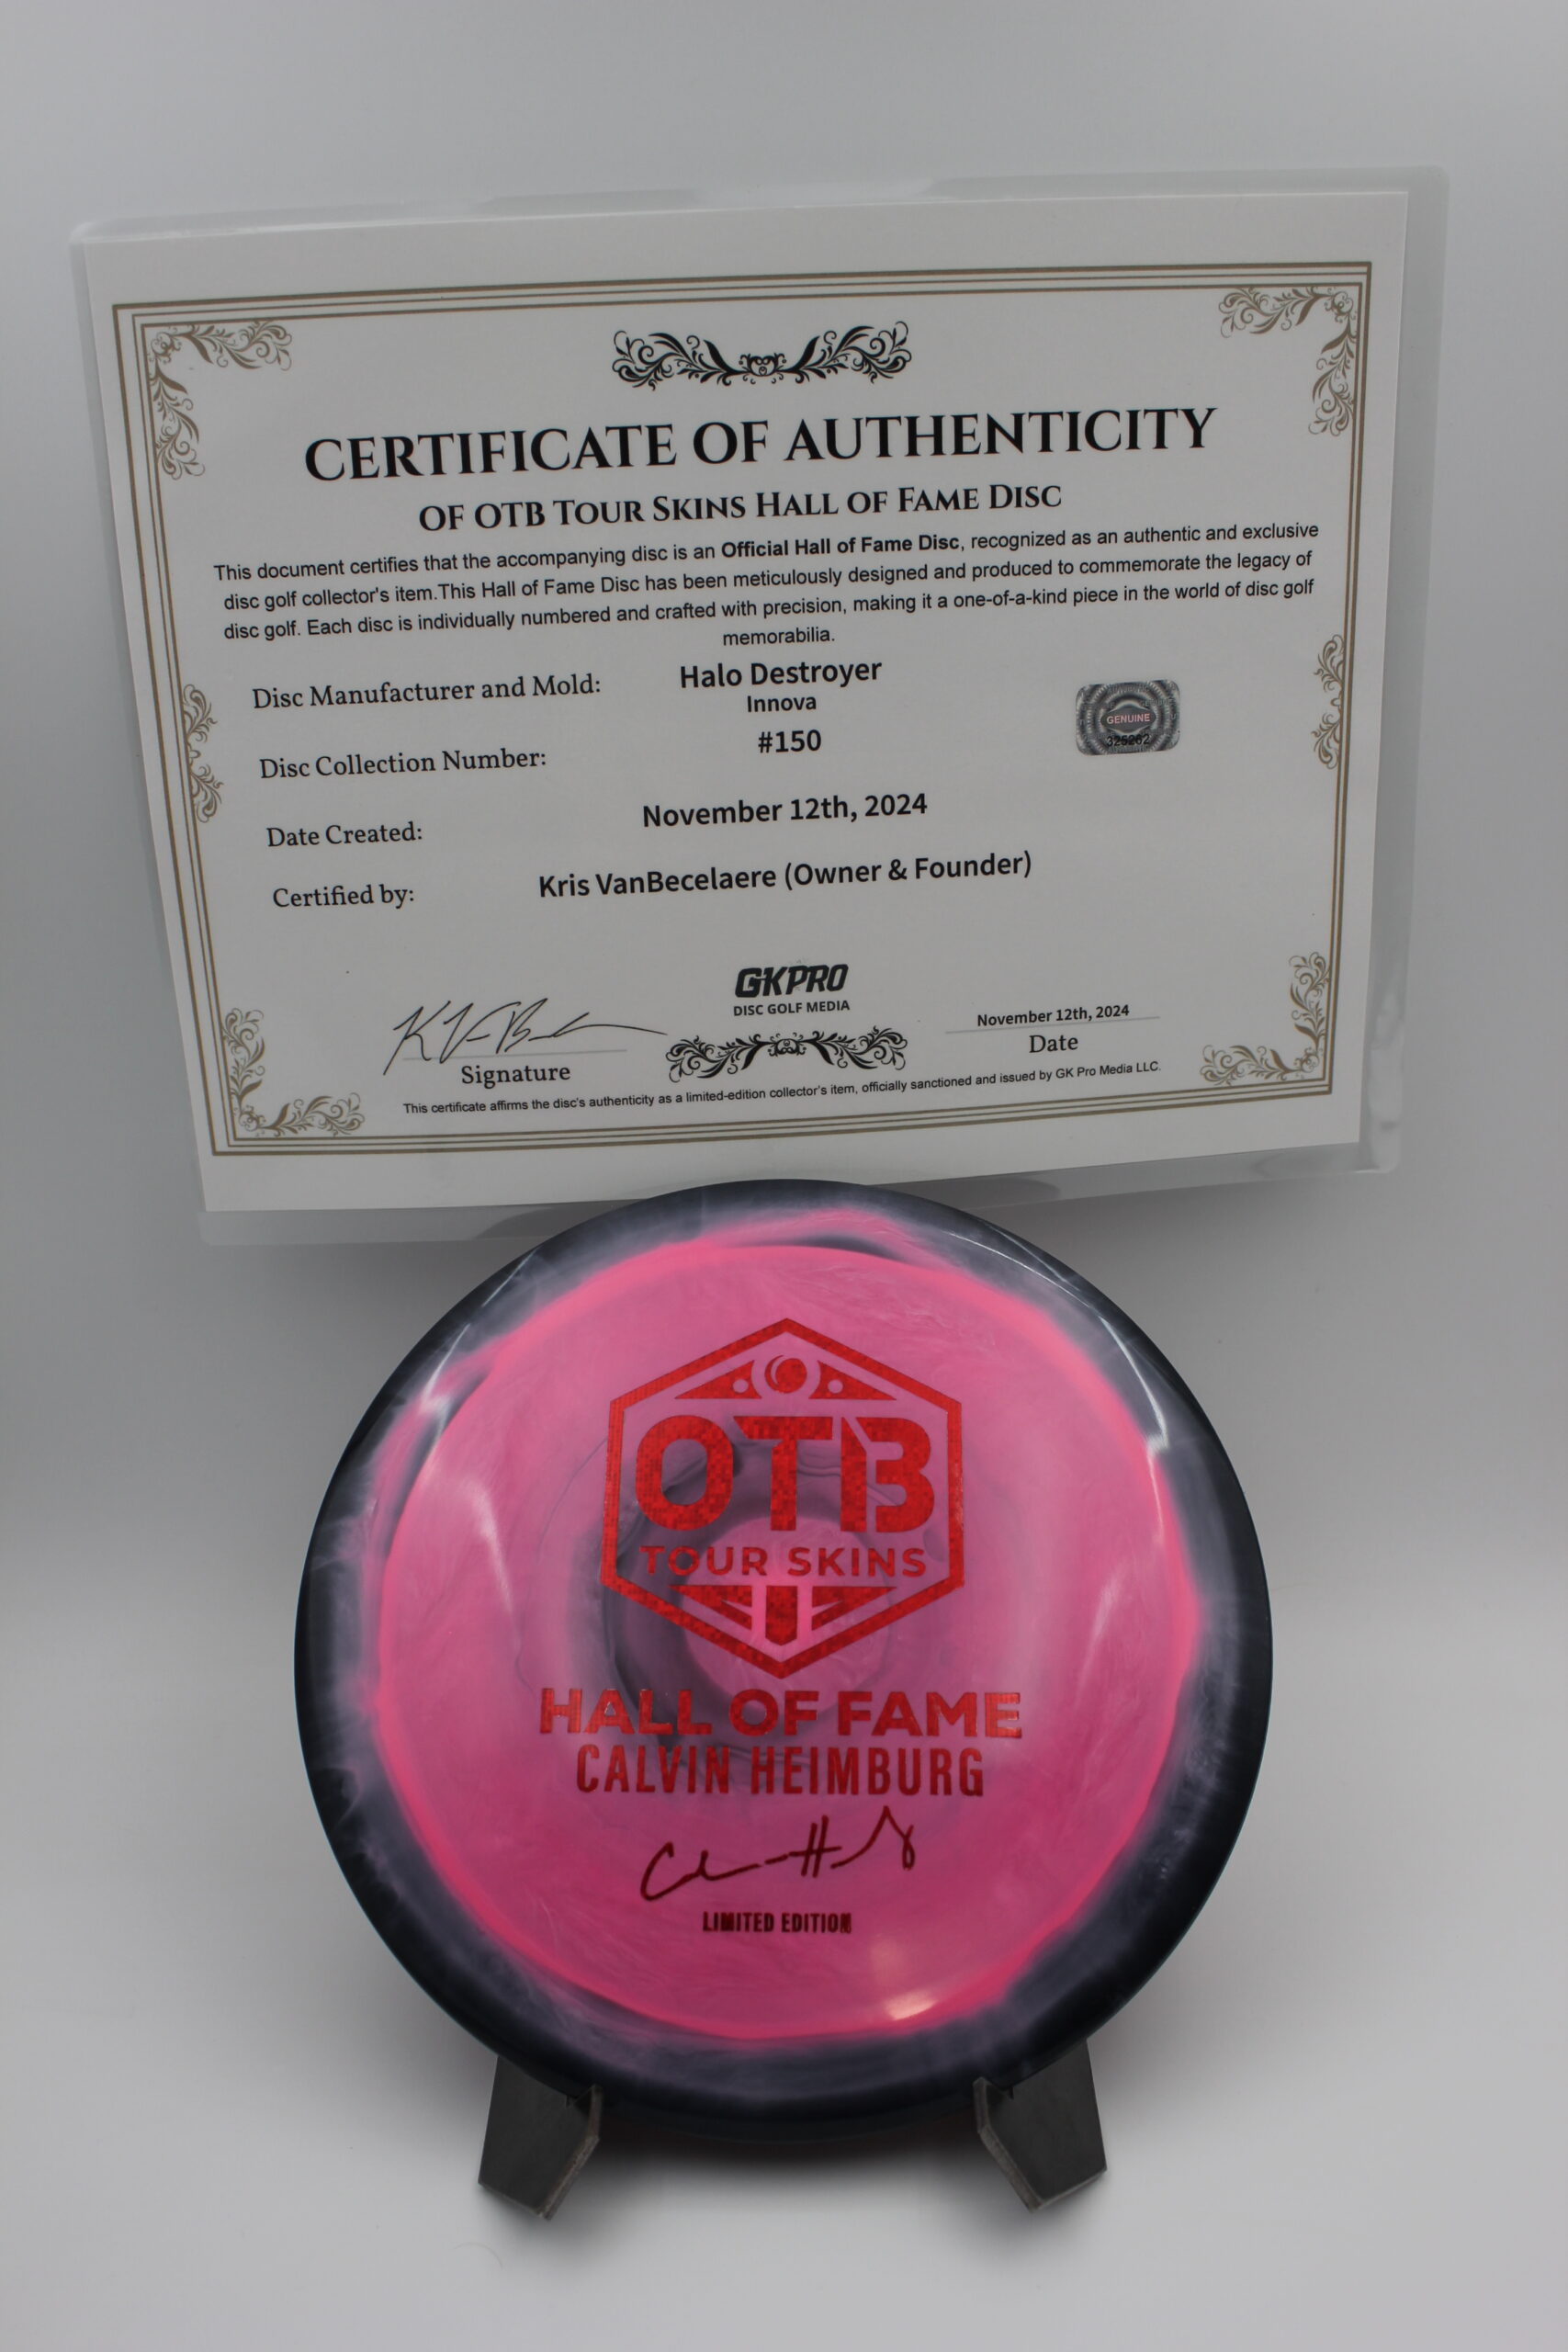 CERTIFICATE OF AUTHENTICITY
OF OTB TOUR SKINS HALL OF FAME DISC
This document certifies that the accompanying disc is an Official Hall of Fame Disc, recognized as an authentic and exclusive
disc golf collector's item.This Hall of Fame Disc has been meticulously designed and produced to commemorate the legacy of
disc golf. Each disc is individually numbered and crafted with precision, making it a one-of-a-kind piece in the world of disc golf
memorabilia.
Disc Manufacturer and Mold: Halo Destroyer
Innova
Disc Collection Number: #150
GENUINE
325262
Date Created: November 12th, 2024
Certified by: Kris VanBecelaere (Owner & Founder)
GKPRO
DISC GOLF MEDIA
November 12th, 2024
Signature
Date
This certificate affirms the disc's authenticity as a limited-edition collector's item, officially sanctioned and issued by GK Pro Media LLC.
OTB
TOUR SKINS
HALL OF FAME
CALVIN HEIMBURG
LIMITED EDITION